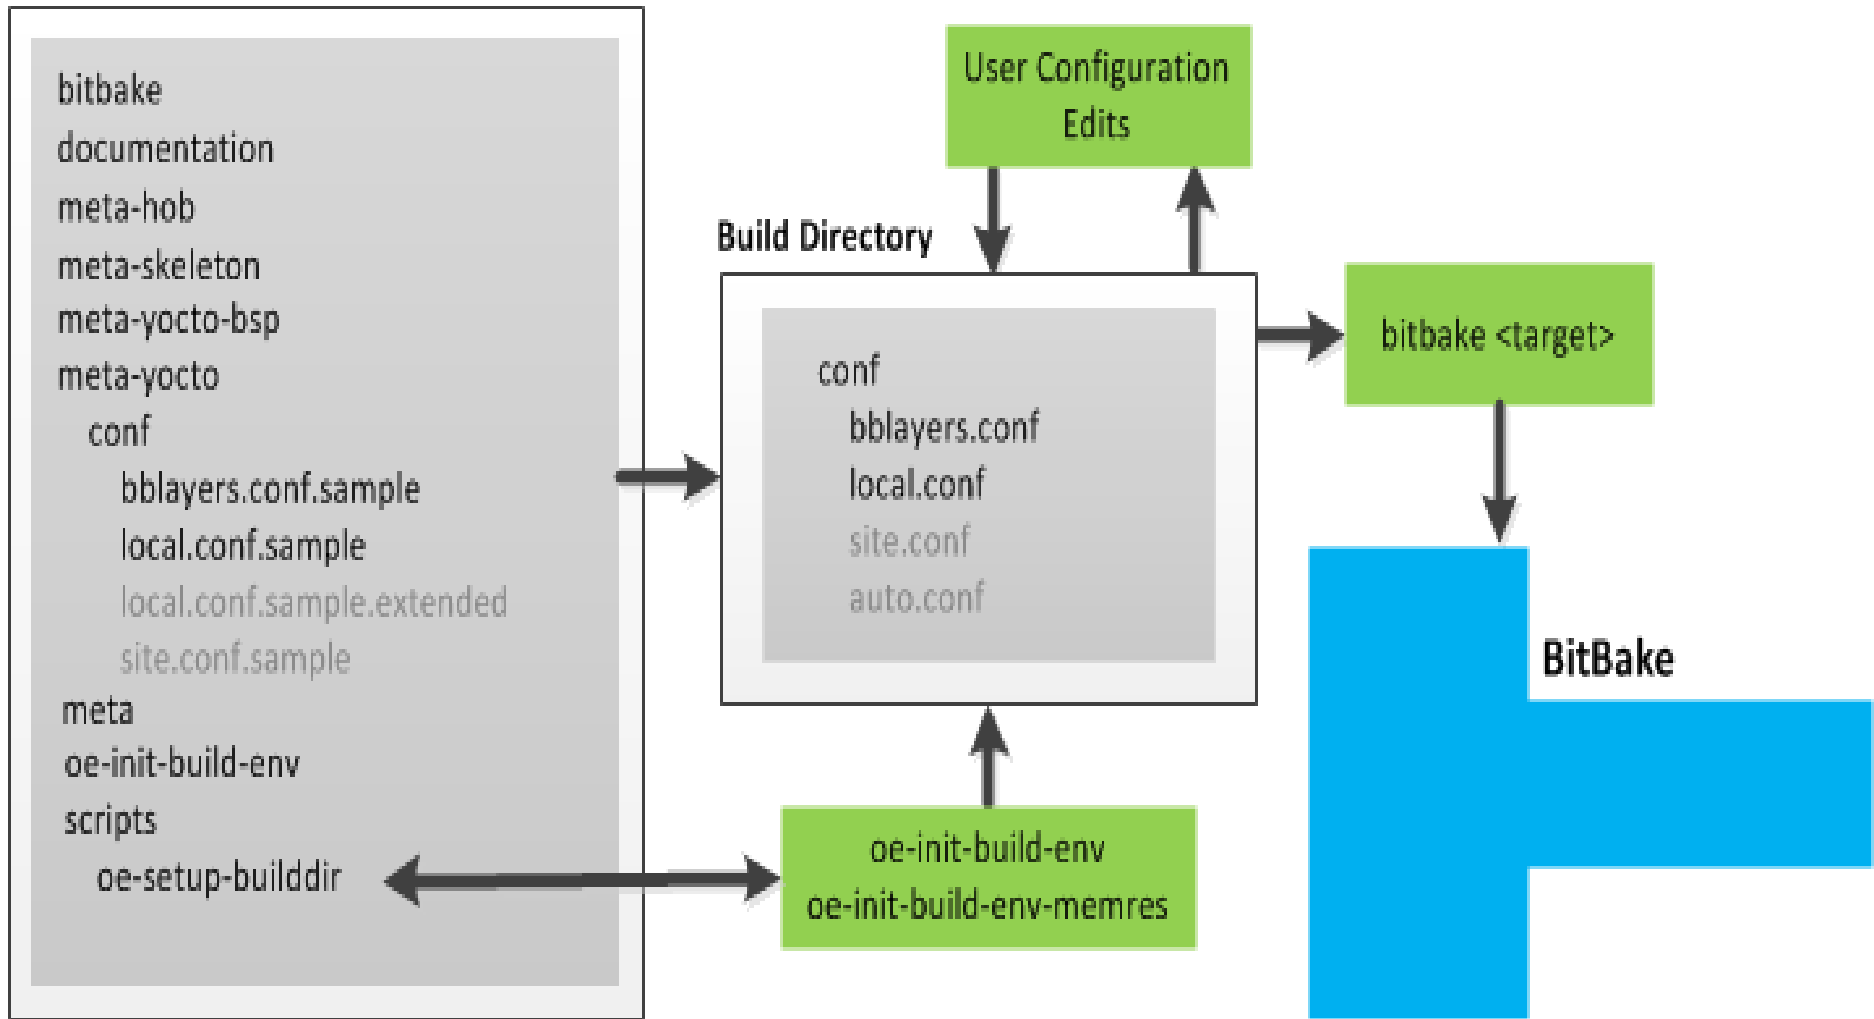 bitbake
documentation
meta-hob
meta-skeleton
meta-yocto-bsp
meta-yocto
conf
bblayers.conf.sample
local.conf.sample
local.conf.sample.extended
site.conf.sample
meta
oe-init-build-env
scripts
oe-setup-builddir
User Configuration
Edits
Build Directory
conf
bblayers.conf
local.conf
site.conf
auto.conf
oe-init-build-env
oe-init-build-env-memres
bitbake <target>
BitBake